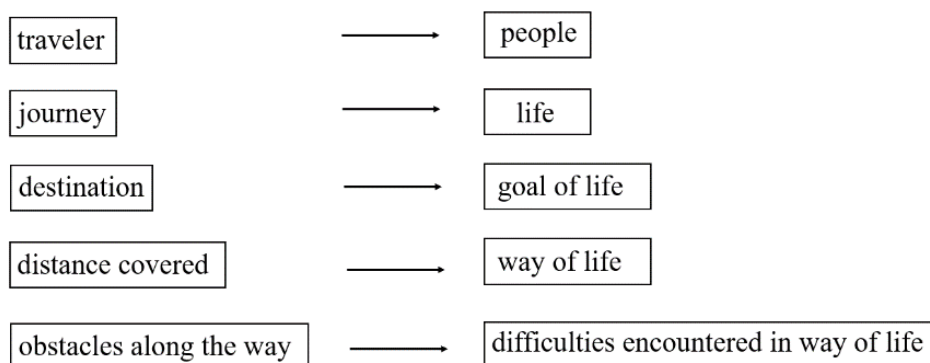 traveler people
journey life
destination goal of life
distance covered way of life
obstacles along the way difficulties encountered in way of life